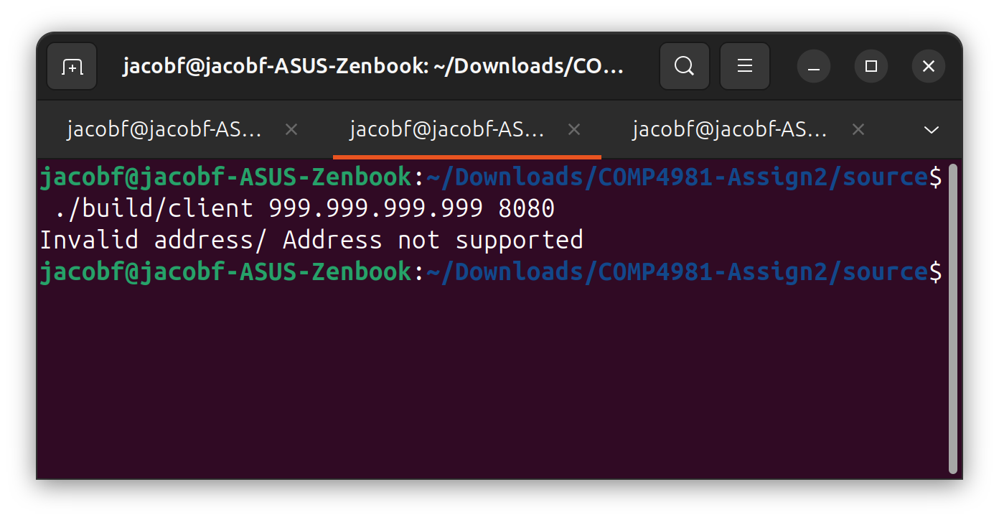 jacobf@jacobf-ASUS-Zenbook: ~/Downloads/CO...
jacobf@jacobf-AS... jacobf@jacobf-AS... jacobf@jacobf-AS...
jacobf@jacobf-ASUS-Zenbook:~/Downloads/COMP4981-Assign2/source$
./build/client 999.999.999.999 8080
Invalid address/ Address not supported
jacobf@jacobf-ASUS-Zenbook:~/Downloads/COMP4981-Assign2/source$